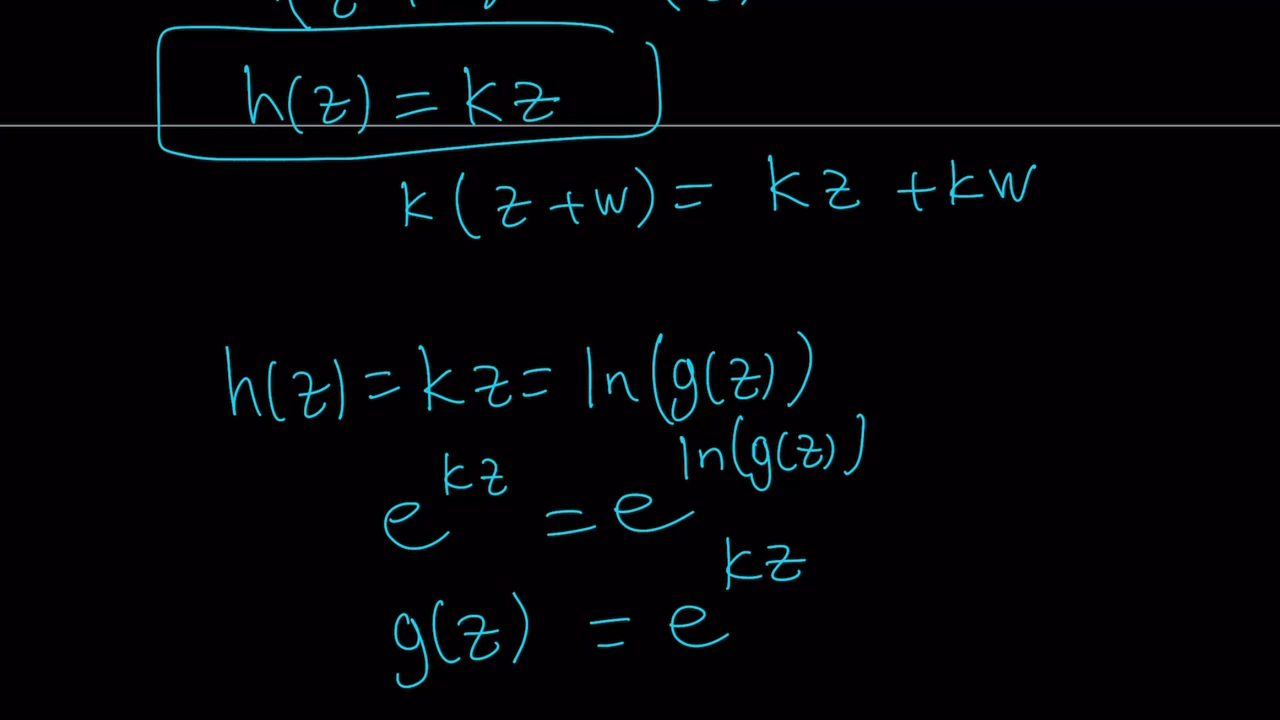 h(z) = kz
k(z+w) = kz + kw
h(z) = kz = ln(g(z))
e^{kz} = e^{ln(g(z))}
g(z) = e^{kz}